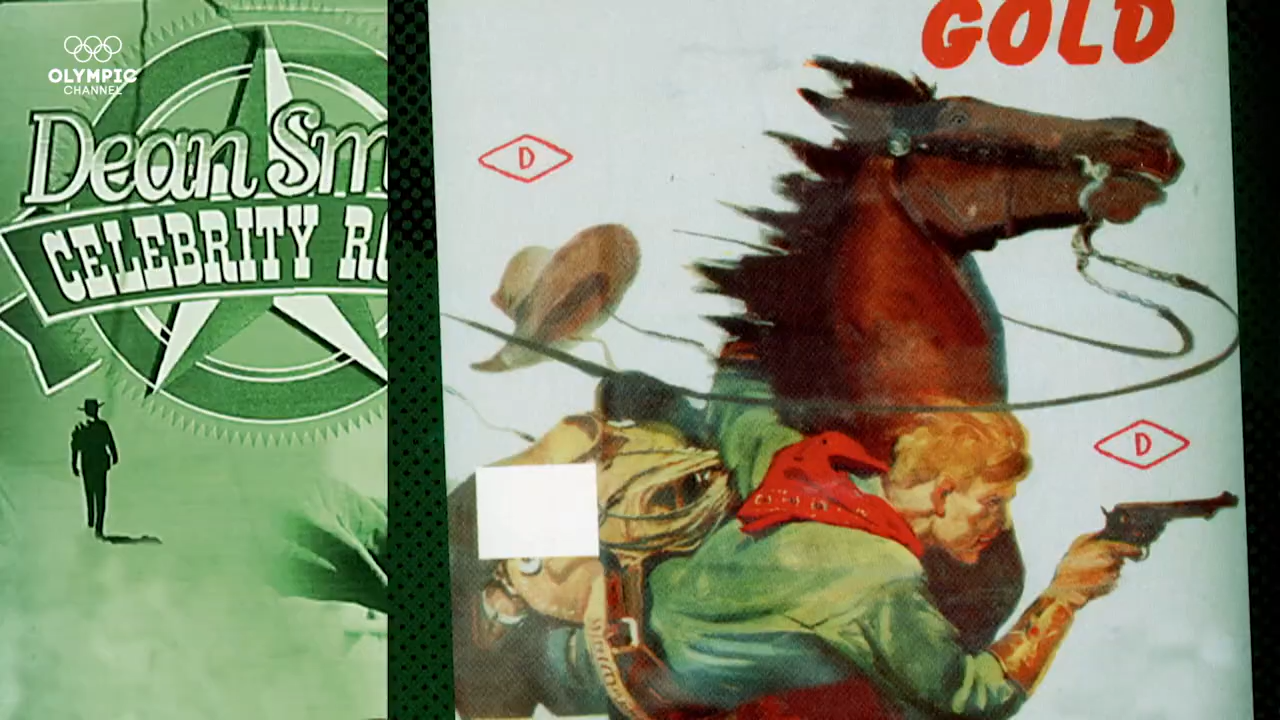 OLYMPIC
CHANNEL
Dean Sm
CELEBRITY R
GOLD
D
D